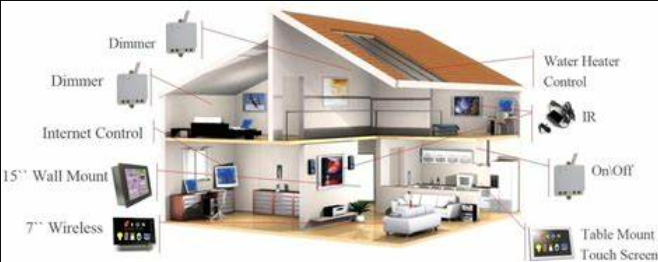 Dimmer
Dimmer
Internet Control
15`` Wall Mount
7`` Wireless
Water Heater
Control
IR
On\Off
Table Mount
Touch Screen